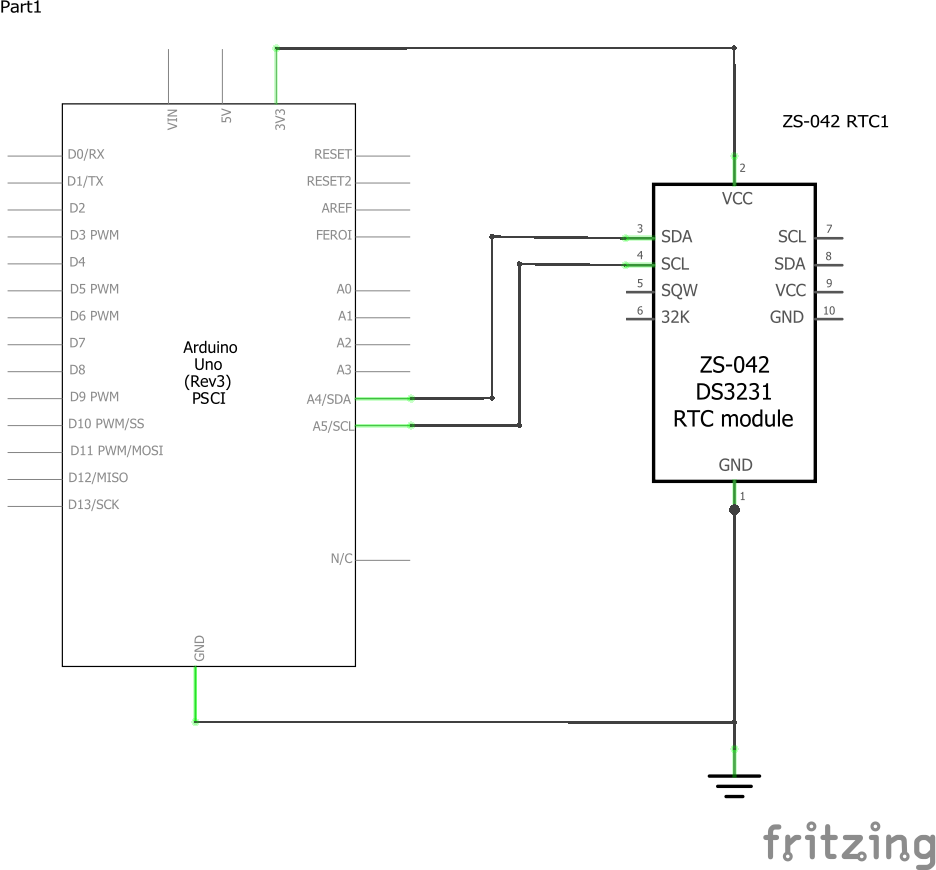 Part1
VIN
5V
3V3
ZS-042 RTC1
D0/RX
D1/TX
D2
D3 PWM
D4
D5 PWM
D6 PWM
D7
D8
D9 PWM
D10 PWM/SS
D11 PWM/MOSI
D12/MISO
D13/SCK
Arduino
Uno
(Rev3)
PSCI
RESET
RESET2
AREF
FEROI
A0
A1
A2
A3
A4/SDA
A5/SCL
N/C
GND
2
VCC
3 SDA
4 SCL
5 SQW
6 32K
SCL 7
SDA 8
VCC 9
GND 10
ZS-042
DS3231
RTC module
GND
1
fritzing